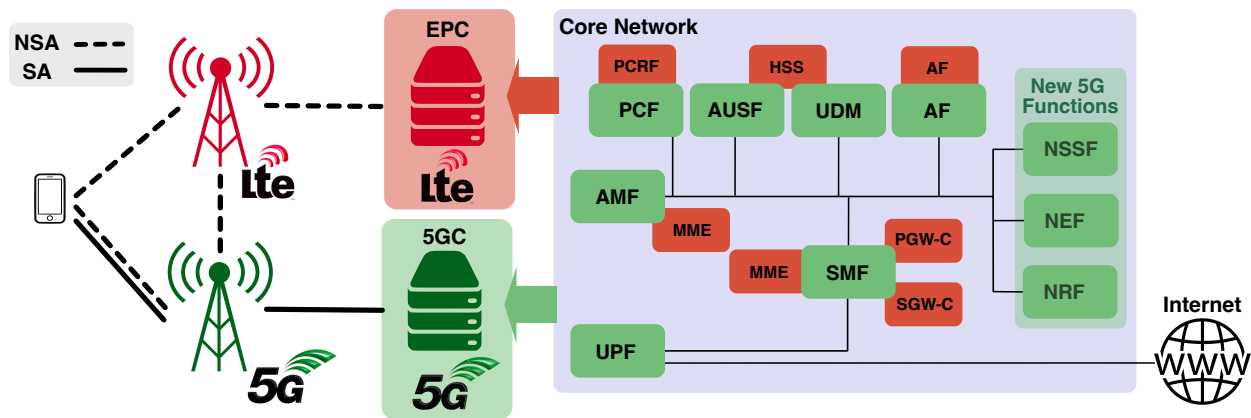 NSA
SA
Lte
5G
EPC
Lte
5GC
5G
Core Network
PCRF
HSS
AF
PCF
AUSF
UDM
AF
New 5G
Functions
NSSF
NEF
NRF
AMF
MME
MME
SMF
PGW-C
SGW-C
UPF
Internet
WWW